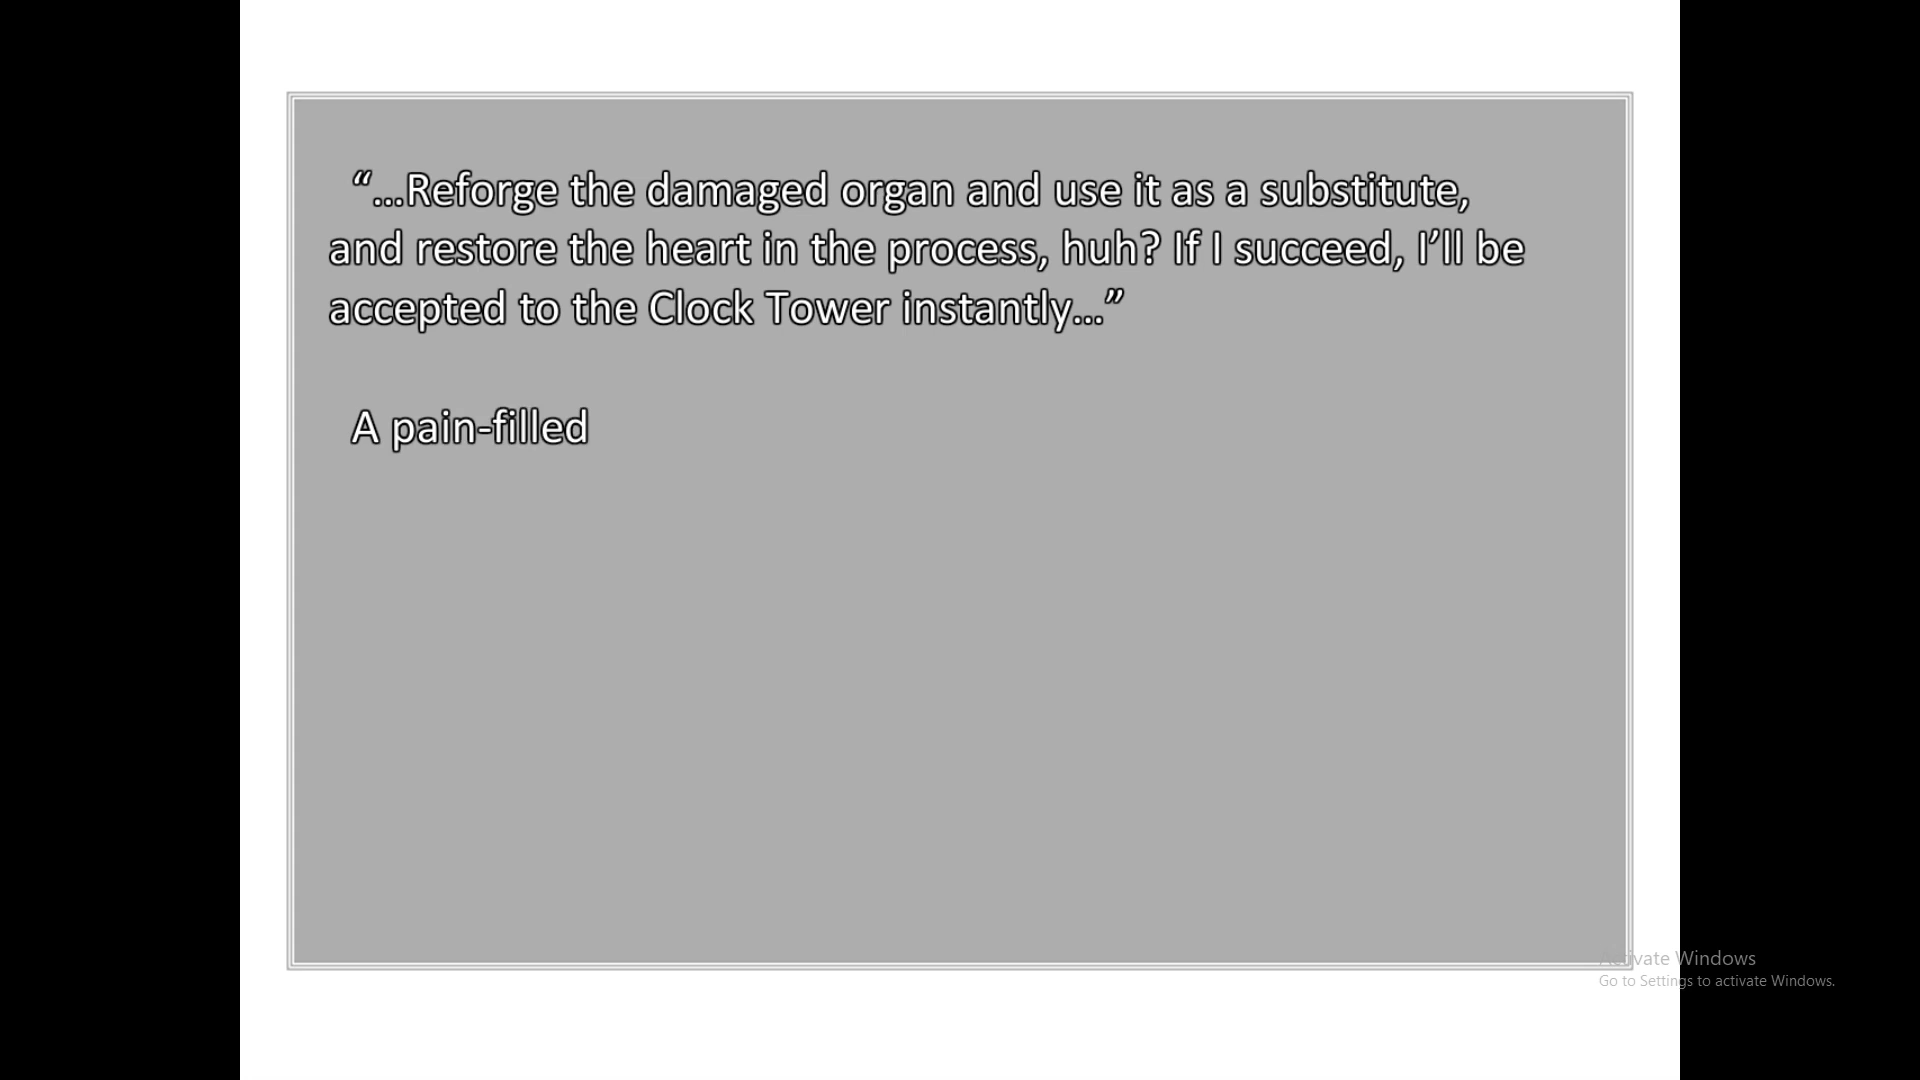 “...Reforge the damaged organ and use it as a substitute,
and restore the heart in the process, huh? If I succeed, I’ll be
accepted to the Clock Tower instantly...”
A pain-filled
Activate Windows
Go to Settings to activate Windows.